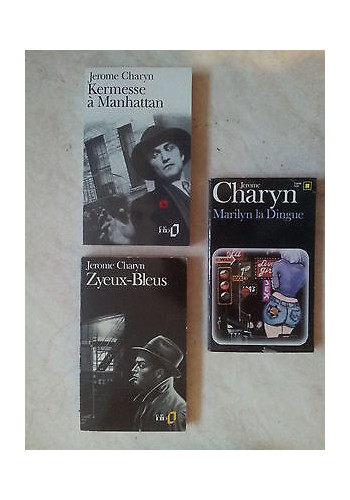 Jerome Charyn
Kermesse
à Manhattan
folio
Jerome
Charyn
Marilyn la Dingue
Jerome Charyn
Zyeux-Bleus
folio